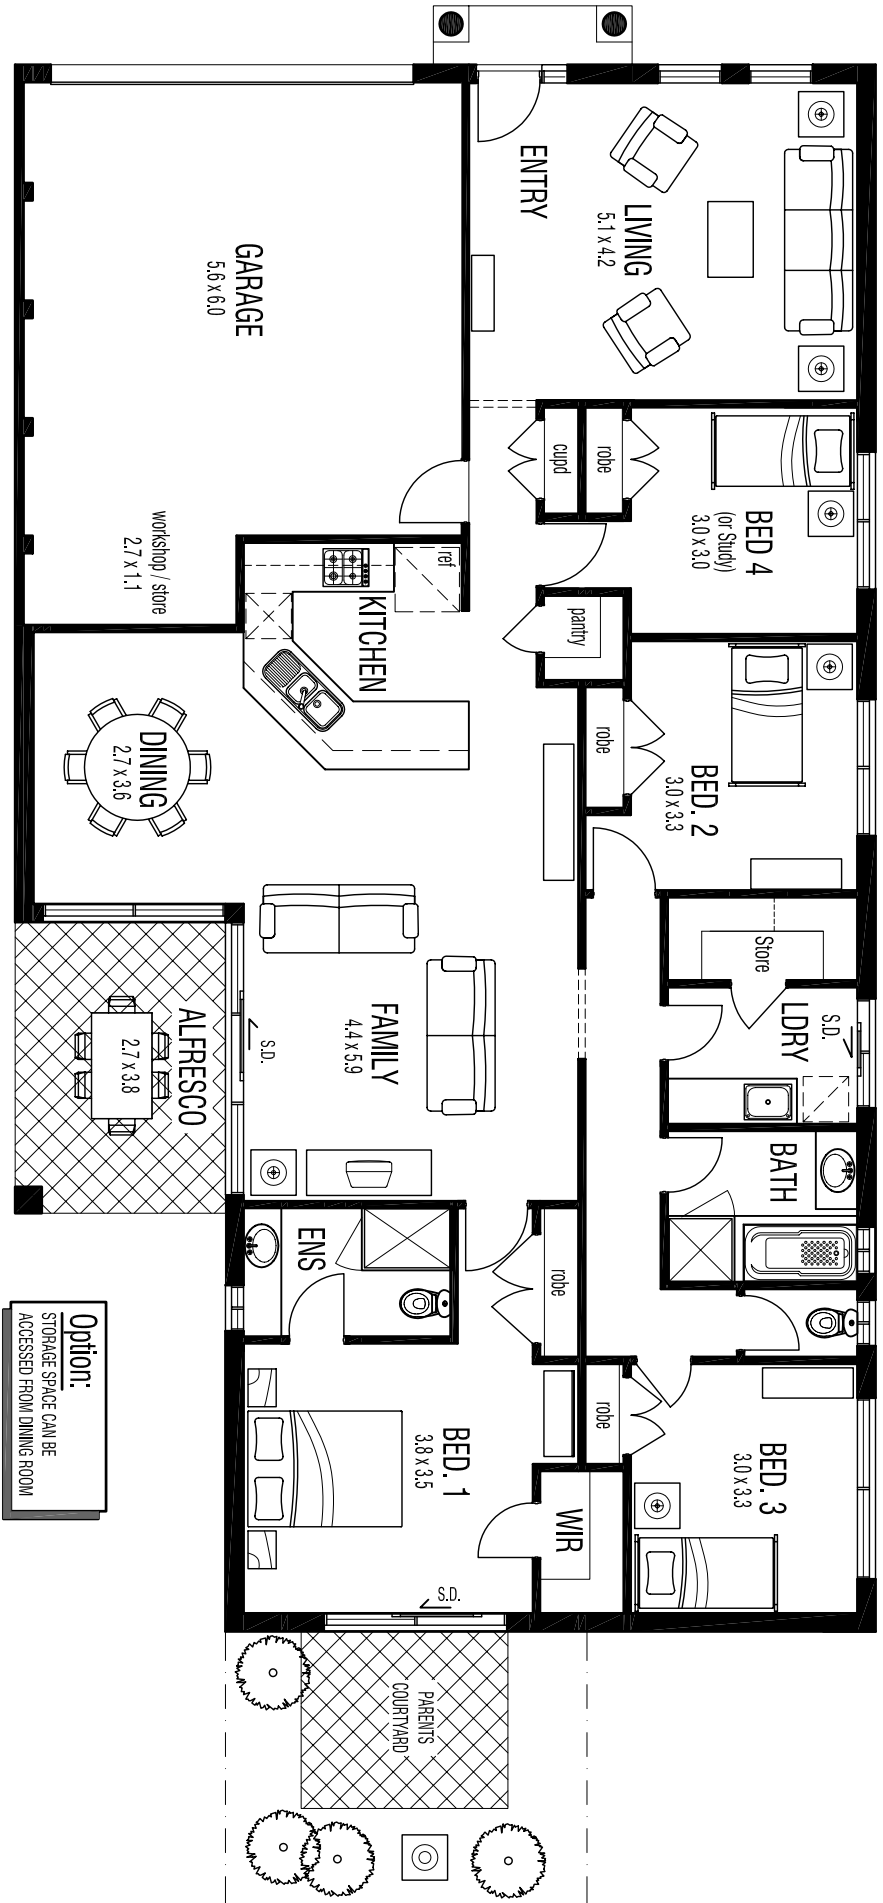 ENTRY
LIVING
5.1 x 4.2
GARAGE
5.6 x 6.0
workshop / store
2.7 x 1.1
cupd
robe
BED 4
(or Study)
3.0 x 3.0
ref
KITCHEN
pantry
DINING
2.7 x 3.6
robe
BED. 2
3.0 x 3.3
Store
LDRY
S.D.
FAMILY
4.4 x 5.9
S.D.
ALFRESCO
2.7 x 3.8
BATH
ENS
robe
BED. 1
3.8 x 3.5
robe
BED. 3
3.0 x 3.3
WIR
S.D.
PARENTS
COURTYARD
Option:
STORAGE SPACE CAN BE
ACCESSED FROM DINING ROOM